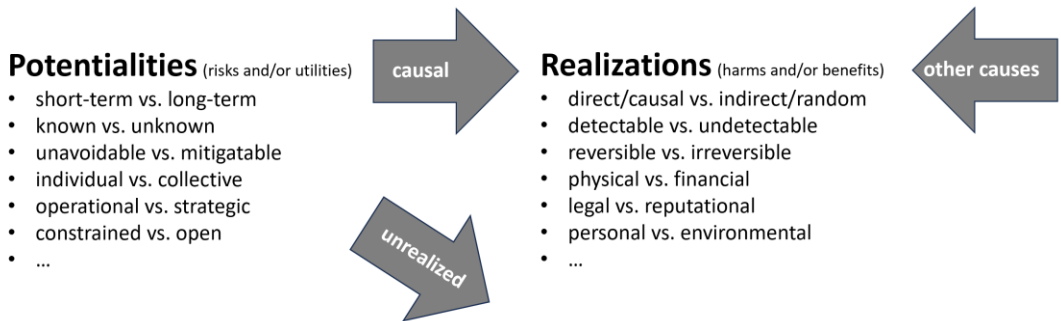 Potentialities (risks and/or utilities)
• short-term vs. long-term
• known vs. unknown
• unavoidable vs. mitigatable
• individual vs. collective
• operational vs. strategic
• constrained vs. open
• ...
causal
unrealized
Realizations (harms and/or benefits)
• direct/causal vs. indirect/random
• detectable vs. undetectable
• reversible vs. irreversible
• physical vs. financial
• legal vs. reputational
• personal vs. environmental
• ...
other causes